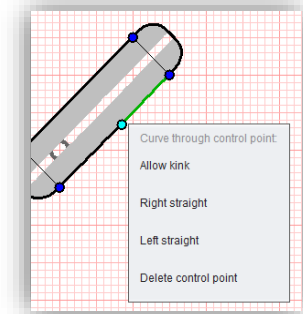 Curve through control point:
Allow kink
Right straight
Left straight
Delete control point